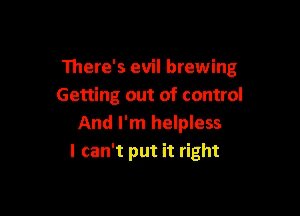 There's evil brewing
Getting out of control
And I'm helpless
I can't put it right